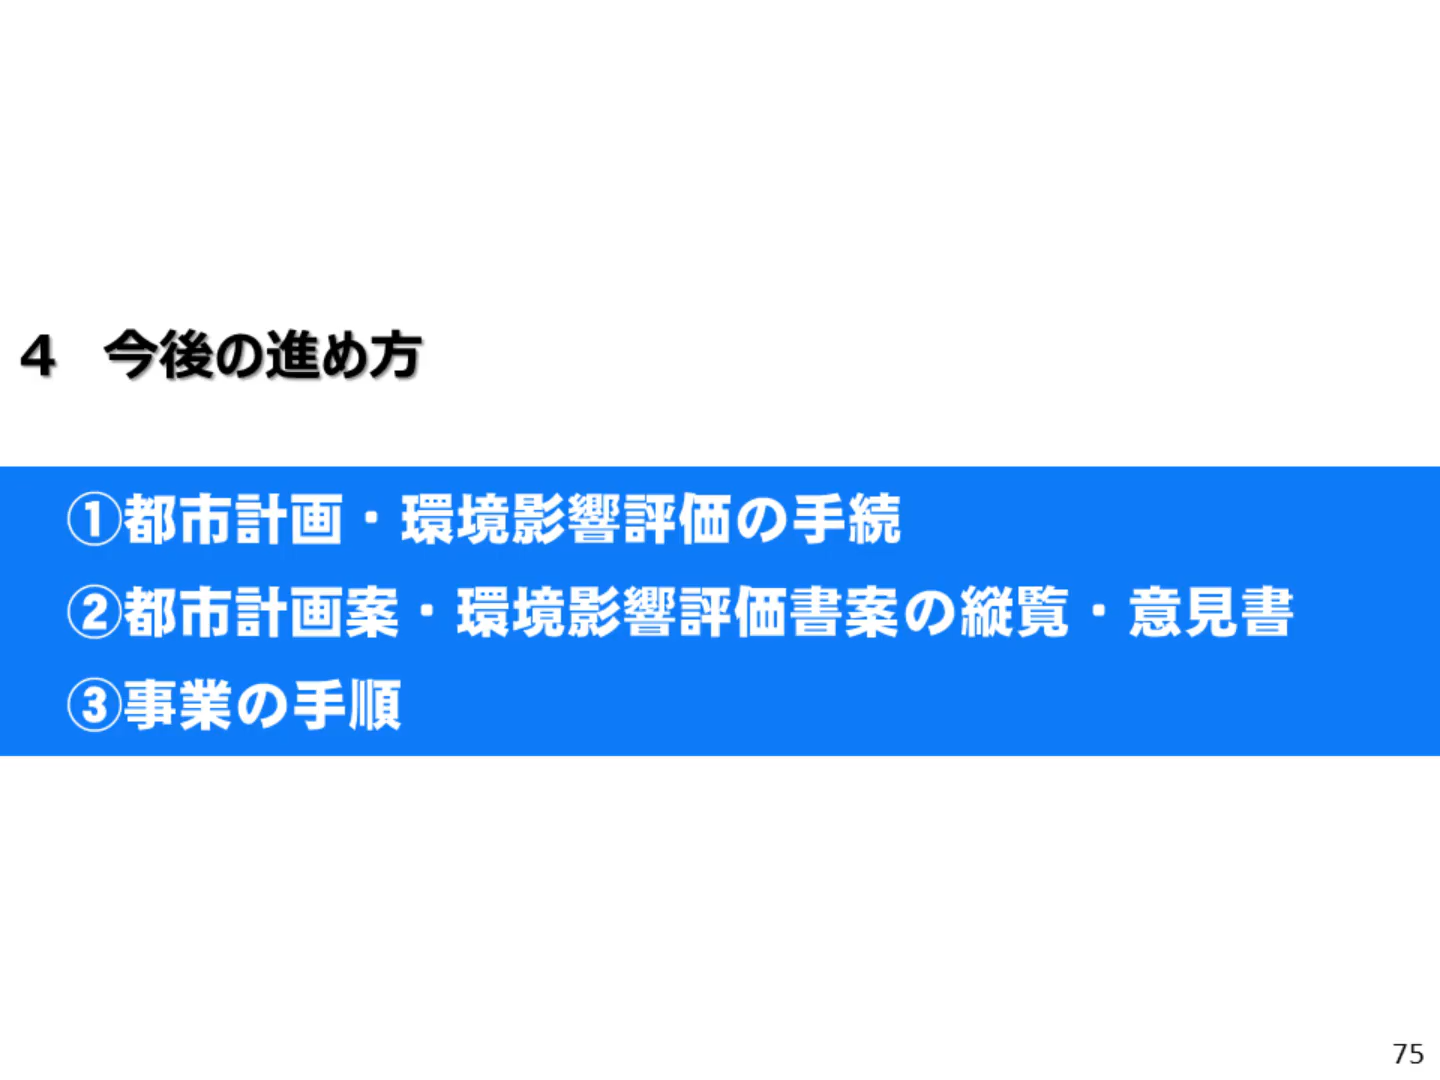 4 今後の進め方
①都市計画・環境影響評価の手続
②都市計画案・環境影響評価書案の縦覧・意見書
③事業の手順
75